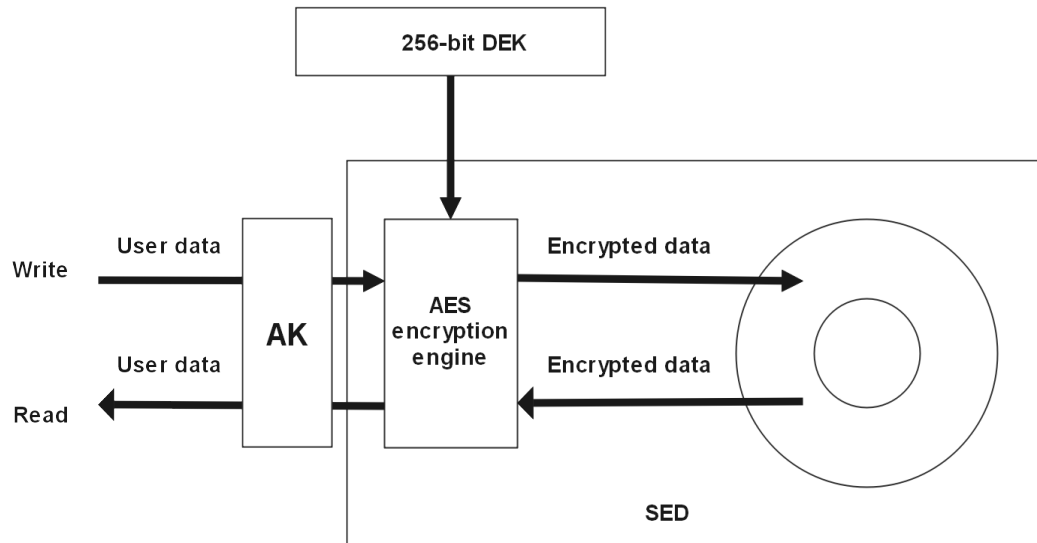 256-bit DEK
User data
Encrypted data
Write
AK
AES
encryption
engine
User data
Encrypted data
Read
SED